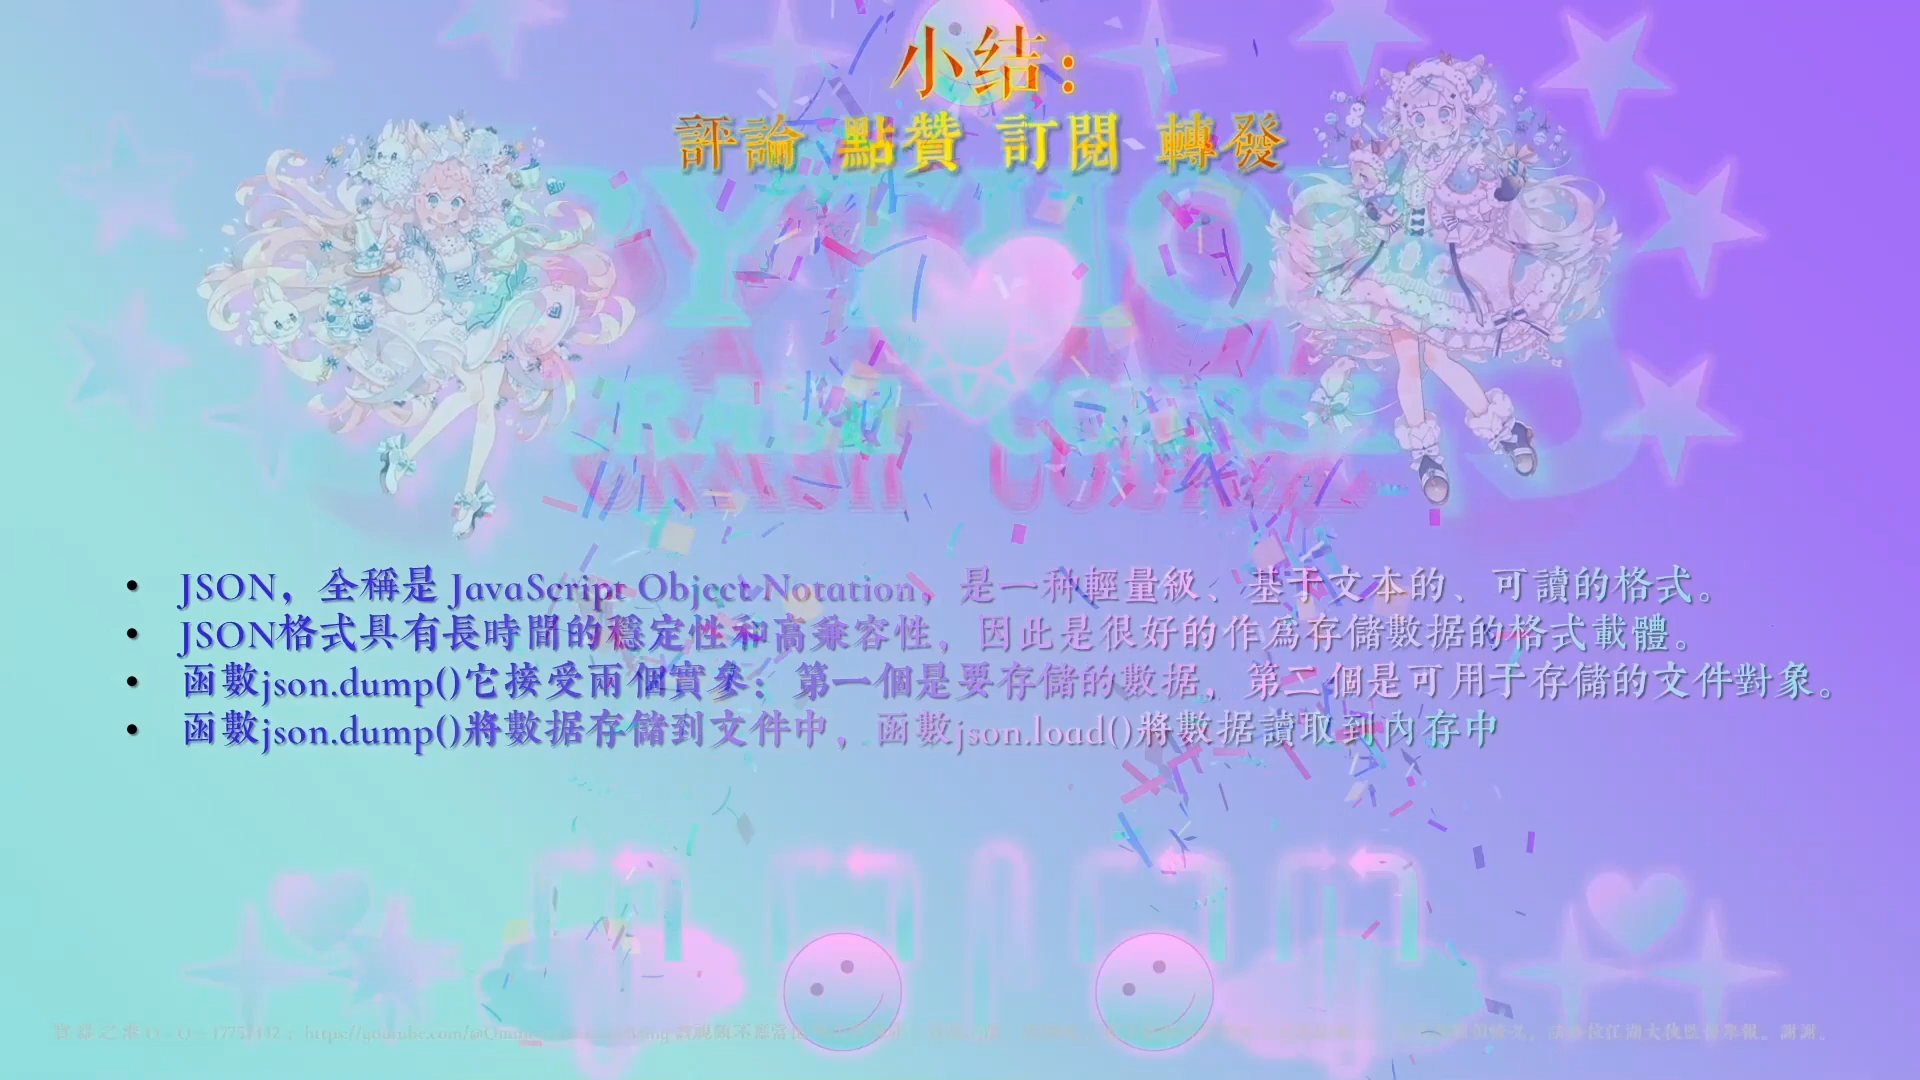 小结：
評論 點贊 訂閱 轉發
CRASH COURSE
• JSON，全稱是 JavaScript Object Notation，是一种輕量級、基于文本的、可讀的格式。
• JSON格式具有長時間的穩定性和高兼容性，因此是很好的作為存儲數据的格式載體。
• 函數json.dump()它接受兩個實參：第一個是要存儲的數据，第二個是可用于存儲的文件對象。
• 函數json.dump()將數据存儲到文件中，函數json.load()將數据讀取到內存中